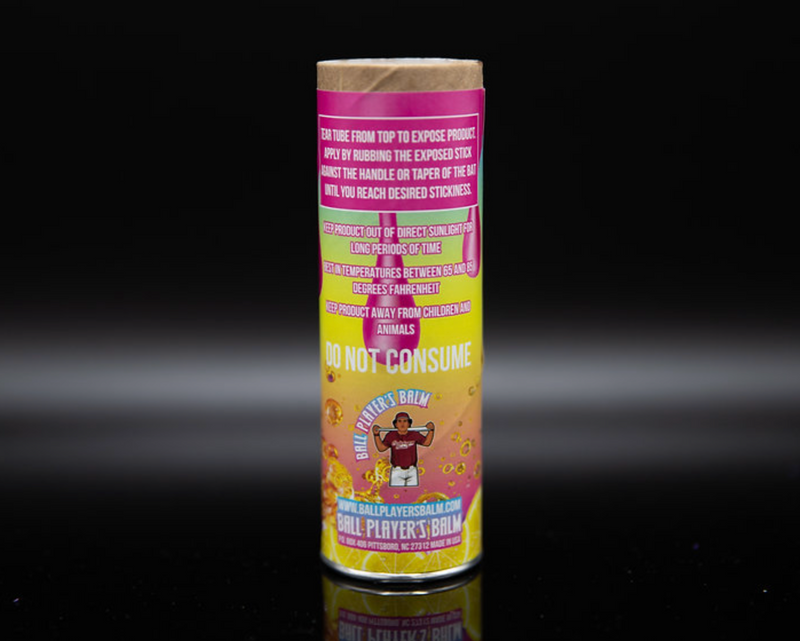 TEAR TUBE FROM TOP TO EXPOSE PRODUCT.
APPLY BY RUBBING THE EXPOSED STICK
AGAINST THE HANDLE OR TAPER OF THE BAT
UNTIL YOU REACH DESIRED STICKINESS.
KEEP PRODUCT OUT OF DIRECT SUNLIGHT FOR
LONG PERIODS OF TIME
BEST IN TEMPERATURES BETWEEN 65 AND 85
DEGREES FAHRENHEIT
KEEP PRODUCT AWAY FROM CHILDREN AND
ANIMALS
DO NOT CONSUME
BALL PLAYER'S BALM
WWW.BALLPLAYERSBALM.COM
BALL PLAYER'S BALM
PO BOX 406 PITTSBORO, NC 27312 MADE IN USA